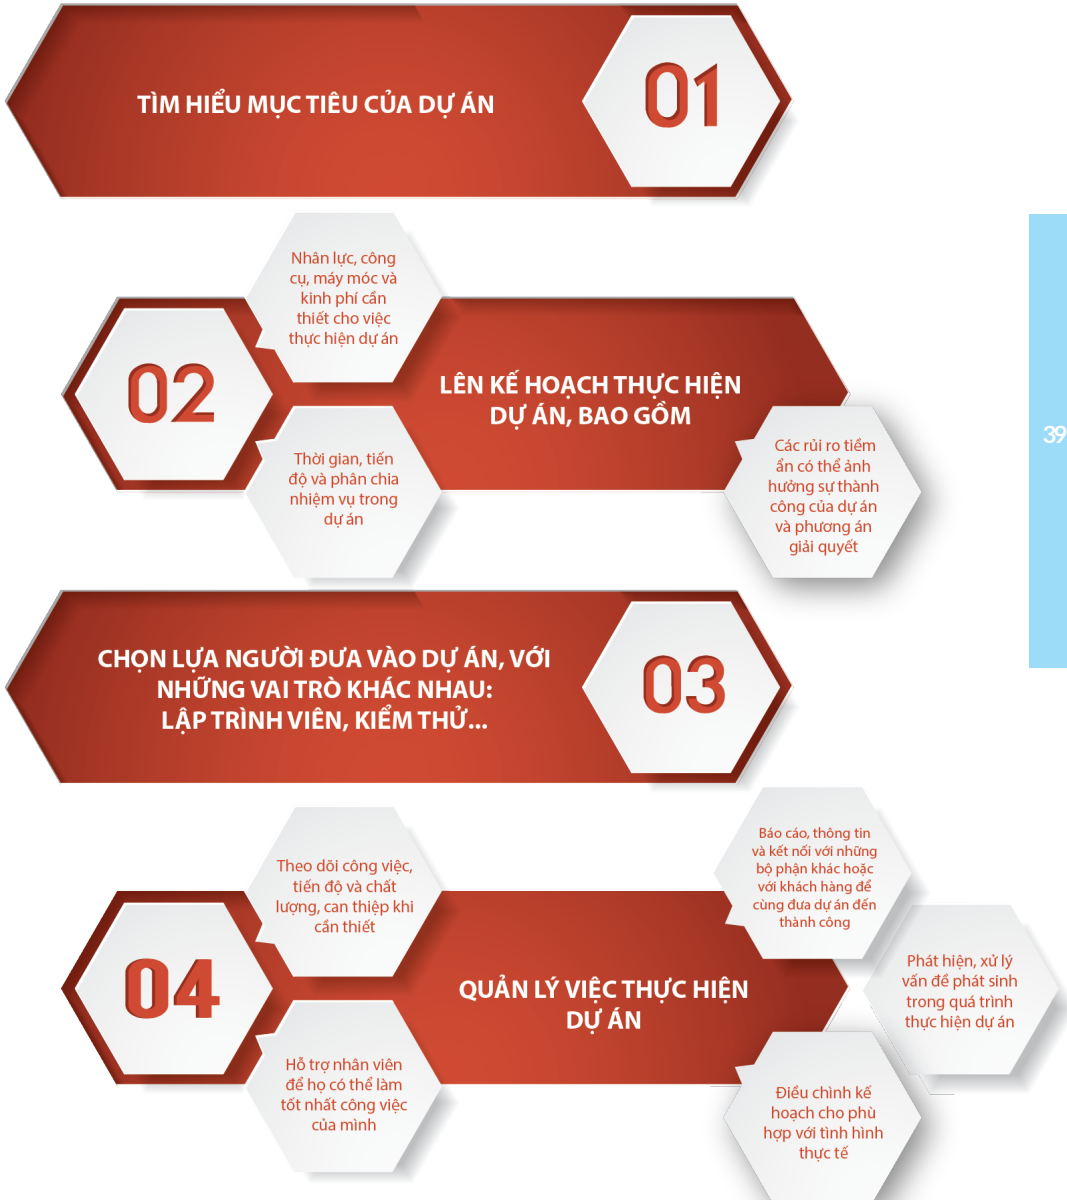 TÌM HIỂU MỤC TIÊU CỦA DỰ ÁN
01
Nhân lực, công
cụ, máy móc và
kinh phí cần
thiết cho việc
thực hiện dự án
02
LÊN KẾ HOẠCH THỰC HIỆN
DỰ ÁN, BAO GỒM
Thời gian, tiến
độ và phân chia
nhiệm vụ trong
dự án
Các rủi ro tiềm
ẩn có thể ảnh
hưởng sự thành
công của dự án
và phương án
giải quyết
39
CHỌN LỰA NGƯỜI ĐƯA VÀO DỰ ÁN, VỚI
NHỮNG VAI TRÒ KHÁC NHAU:
LẬP TRÌNH VIÊN, KIỂM THỬ...
03
Theo dõi công việc,
tiến độ và chất
lượng, can thiệp khi
cần thiết
Báo cáo, thông tin
và kết nối với những
bộ phận khác hoặc
với khách hàng để
cùng đưa dự án đến
thành công
04
QUẢN LÝ VIỆC THỰC HIỆN
DỰ ÁN
Phát hiện, xử lý
vấn đề phát sinh
trong quá trình
thực hiện dự án
Hỗ trợ nhân viên
để họ có thể làm
tốt nhất công việc
của mình
Điều chỉnh kế
hoạch cho phù
hợp với tình hình
thực tế